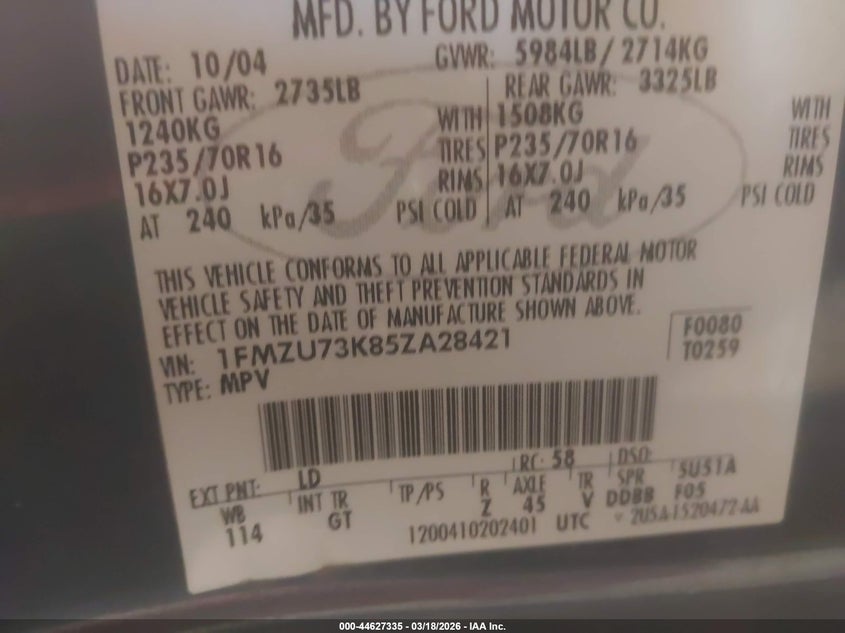 MFD. BY FORD MOTOR CO.
DATE: 10/04 GVWR: 5984LB / 2714KG
FRONT GAWR: 2735LB REAR GAWR: 3325LB
1240KG WITH 1508KG WITH
P235/70R16 TIRES P235/70R16 TIRES
16X7.0J RIMS 16X7.0J RIMS
AT 240 kPa/35 PSI COLD AT 240 kPa/35 PSI COLD
Ford
THIS VEHICLE CONFORMS TO ALL APPLICABLE FEDERAL MOTOR
VEHICLE SAFETY AND THEFT PREVENTION STANDARDS IN
EFFECT ON THE DATE OF MANUFACTURE SHOWN ABOVE.
VIN: 1FMZU73K85ZA28421 F0080
TYPE: MPV T0259
EXT PNT: LD RC: 58 DSO:
WB INT TR TP/PS R AXLE TR SPR 5U51A
114 GT Z 45 V DDBB F05
1200410202401 UTC ▽ 2U5A-1520472-AA
000-44627335 — 03/18/2026 — IAA Inc.